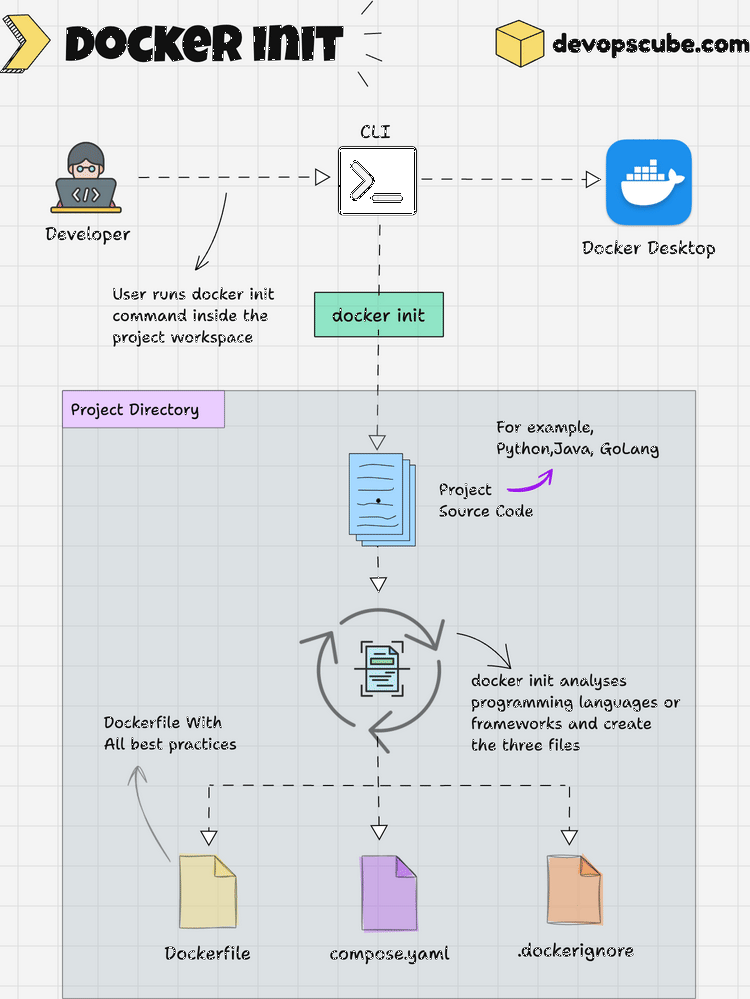 DOCKER INIT
devopscube.com
CLI
</>
Developer
Docker Desktop
User runs docker init
command inside the
project workspace
docker init
Project Directory
For example,
Python,Java, GoLang
Project
Source Code
docker init analyses
programming languages or
frameworks and create
the three files
Dockerfile With
All best practices
Dockerfile
compose.yaml
.dockerignore